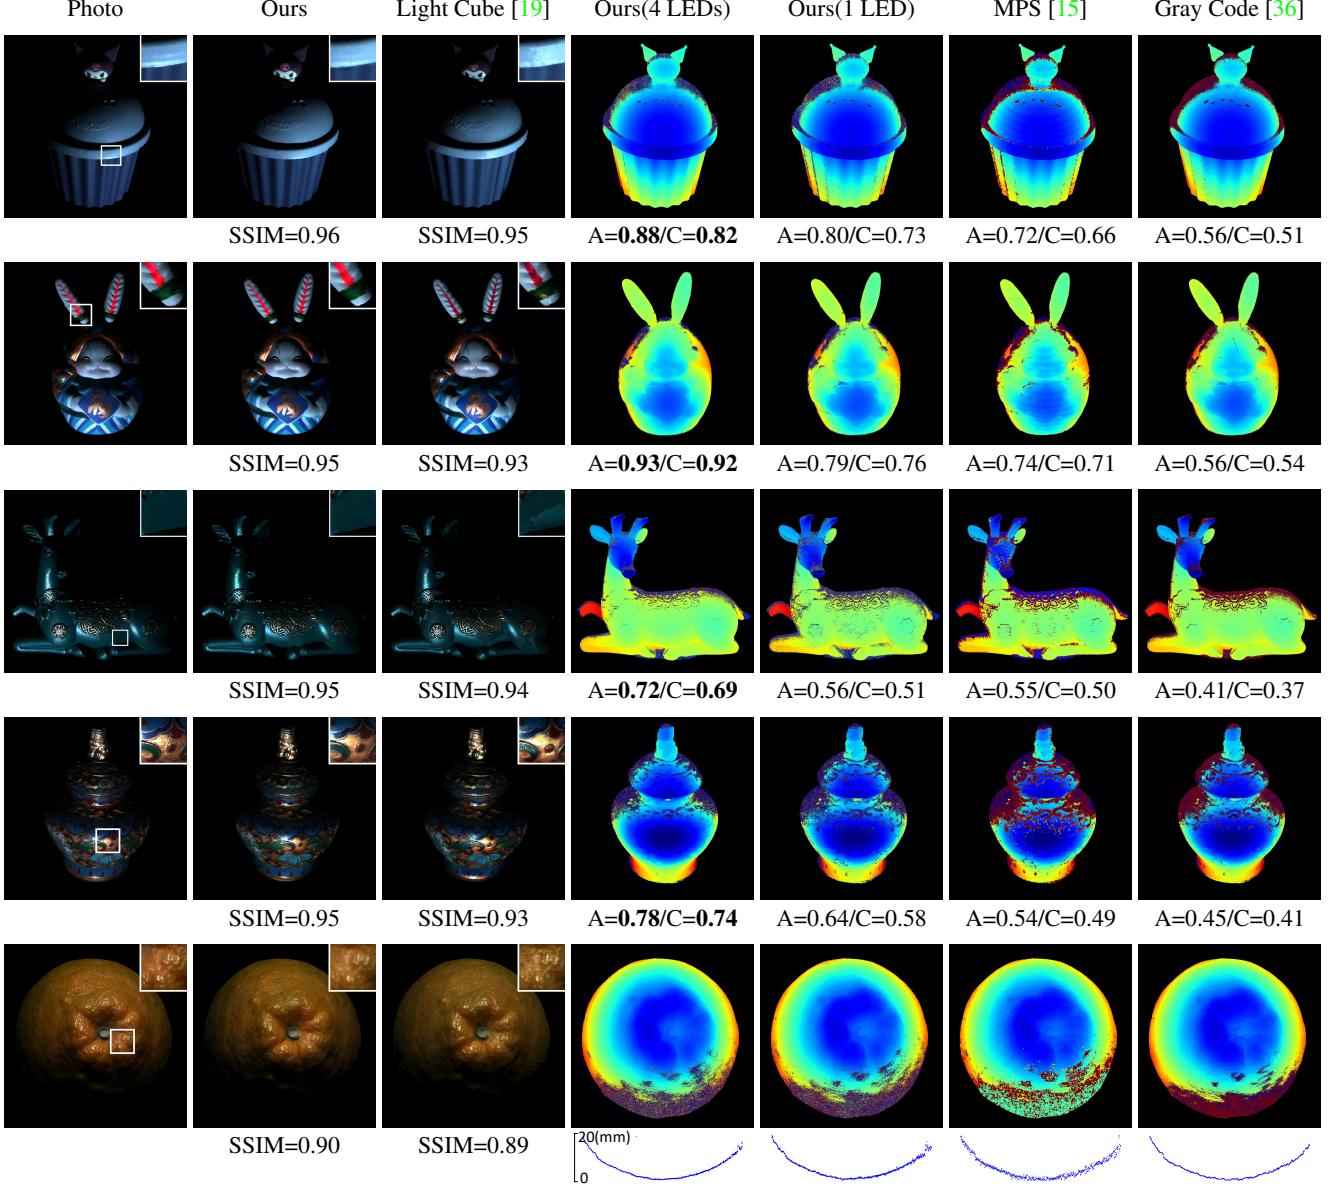 Photo Ours Light Cube [19] Ours(4 LEDs) Ours(1 LED) MPS [15] Gray Code [36]
SSIM=0.96 SSIM=0.95 A=0.88/C=0.82 A=0.80/C=0.73 A=0.72/C=0.66 A=0.56/C=0.51
SSIM=0.95 SSIM=0.93 A=0.93/C=0.92 A=0.79/C=0.76 A=0.74/C=0.71 A=0.56/C=0.54
SSIM=0.95 SSIM=0.94 A=0.72/C=0.69 A=0.56/C=0.51 A=0.55/C=0.50 A=0.41/C=0.37
SSIM=0.95 SSIM=0.93 A=0.78/C=0.74 A=0.64/C=0.58 A=0.54/C=0.49 A=0.45/C=0.41
SSIM=0.90 SSIM=0.89 20(mm)
0